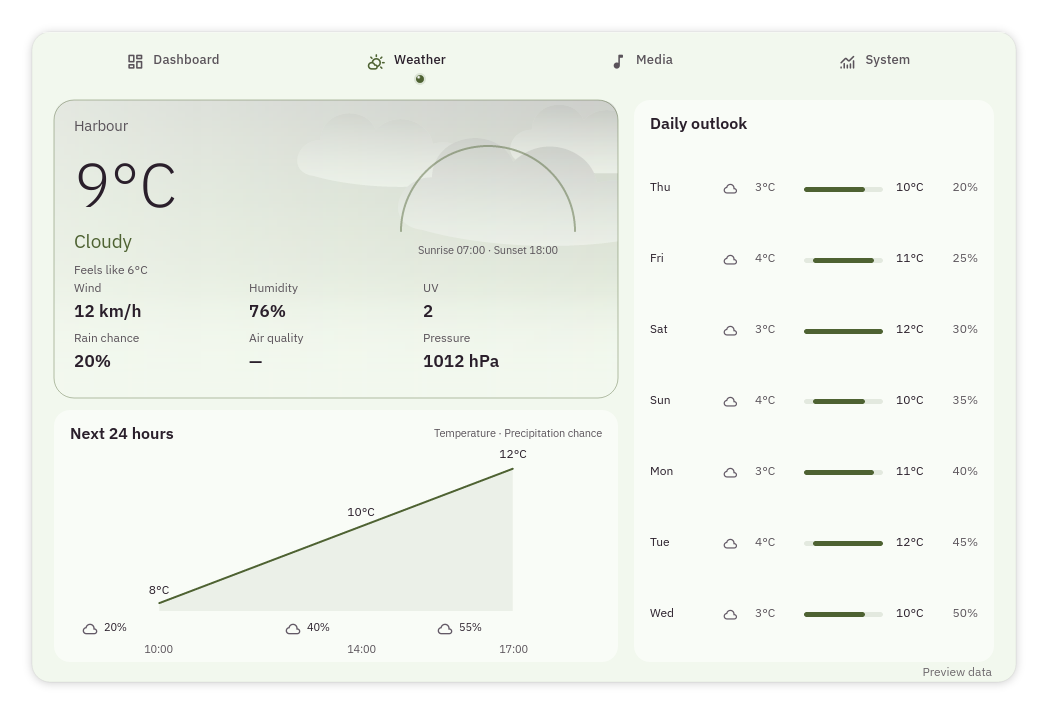 Dashboard
Weather
Media
System
Harbour
9°C
Cloudy
Feels like 6°C
Sunrise 07:00 · Sunset 18:00
Wind
12 km/h
Humidity
76%
UV
2
Rain chance
20%
Air quality
—
Pressure
1012 hPa
Next 24 hours
Temperature · Precipitation chance
8°C
10°C
12°C
20%
40%
55%
10:00
14:00
17:00
Daily outlook
Thu 3°C 10°C 20%
Fri 4°C 11°C 25%
Sat 3°C 12°C 30%
Sun 4°C 10°C 35%
Mon 3°C 11°C 40%
Tue 4°C 12°C 45%
Wed 3°C 10°C 50%
Preview data